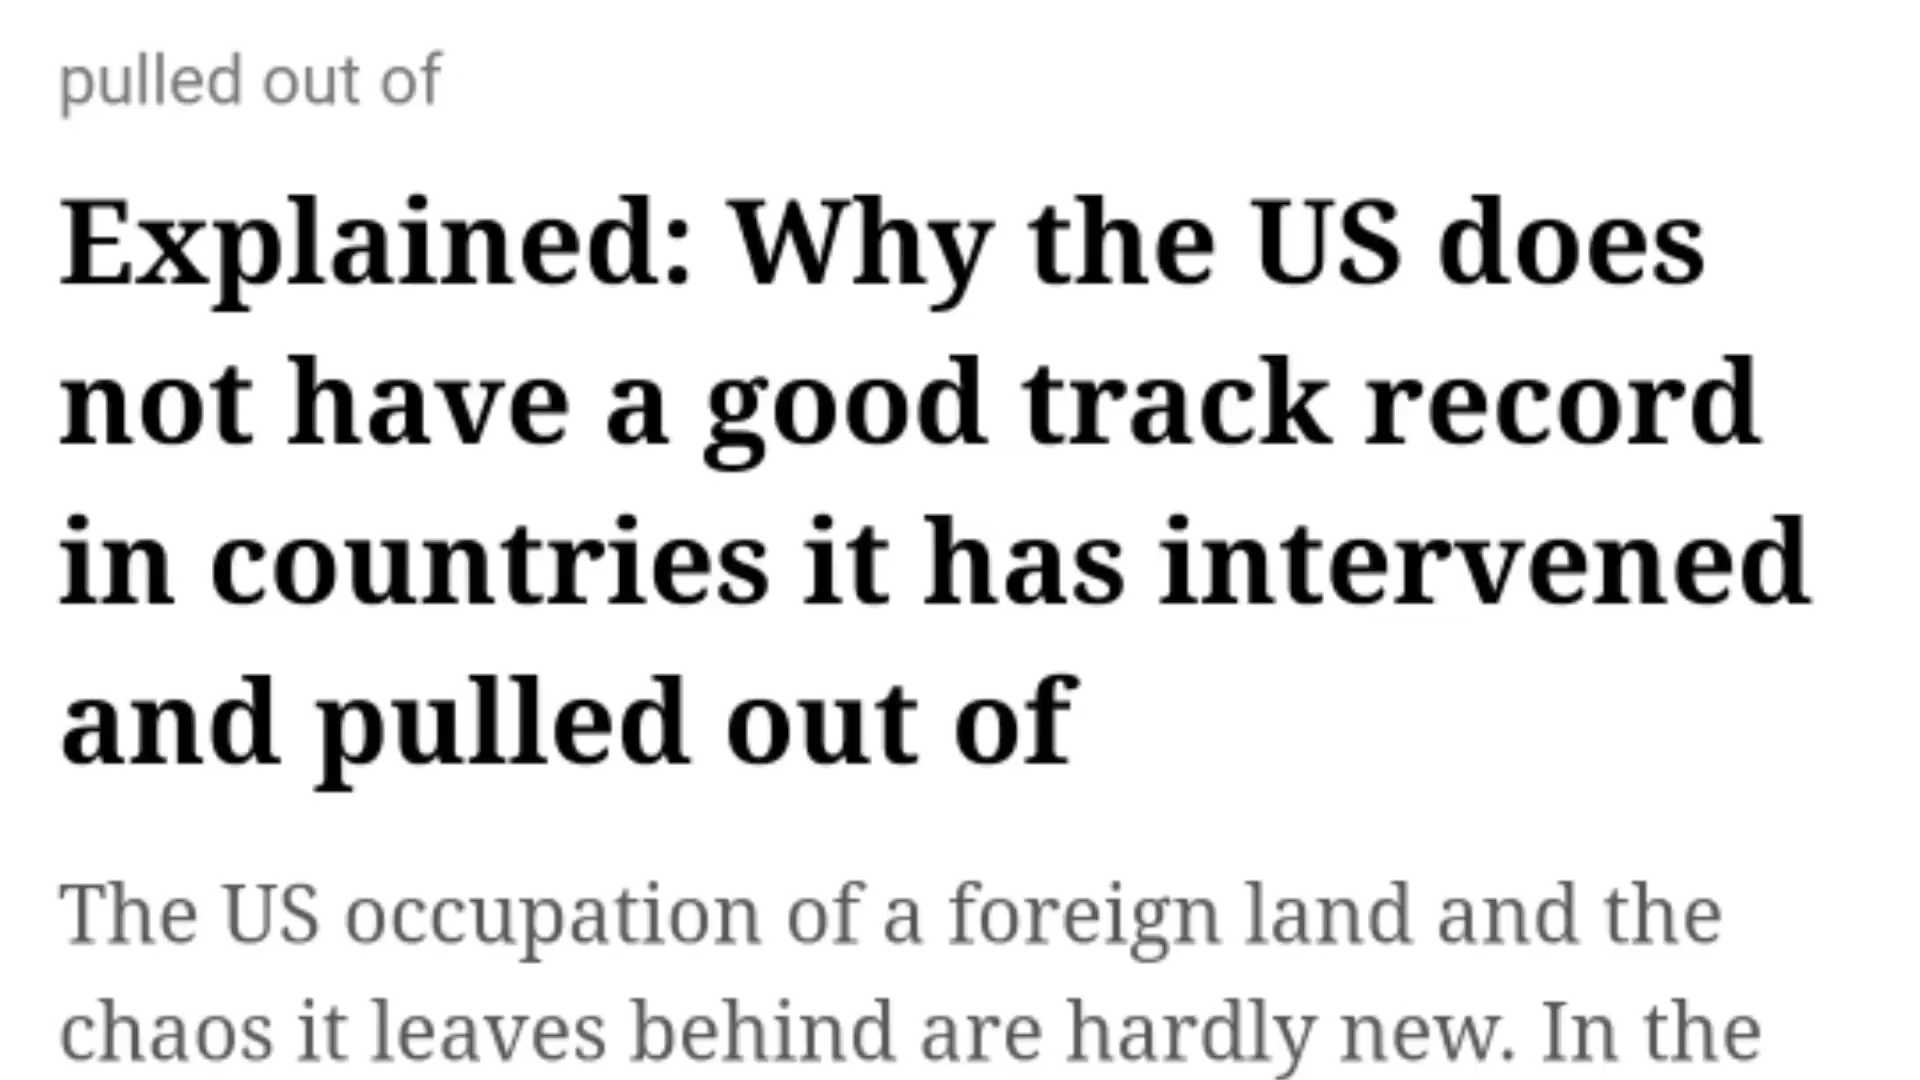 pulled out of
Explained: Why the US does
not have a good track record
in countries it has intervened
and pulled out of
The US occupation of a foreign land and the
chaos it leaves behind are hardly new. In the